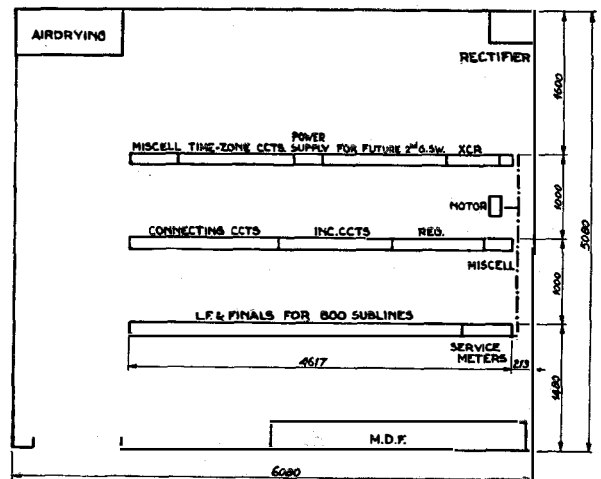 AIRDRYING
RECTIFIER
1600
POWER
MISCELL TIME-ZONE CCTS. SUPPLY FOR FUTURE 2nd G.SW. XCR
MOTOR
1000
5080
CONNECTING CCTS INC.CCTS REG.
MISCELL
1000
L.F. & FINALS FOR 800 SUBLINES
SERVICE
METERS
4617
213
1480
M.D.F.
6080